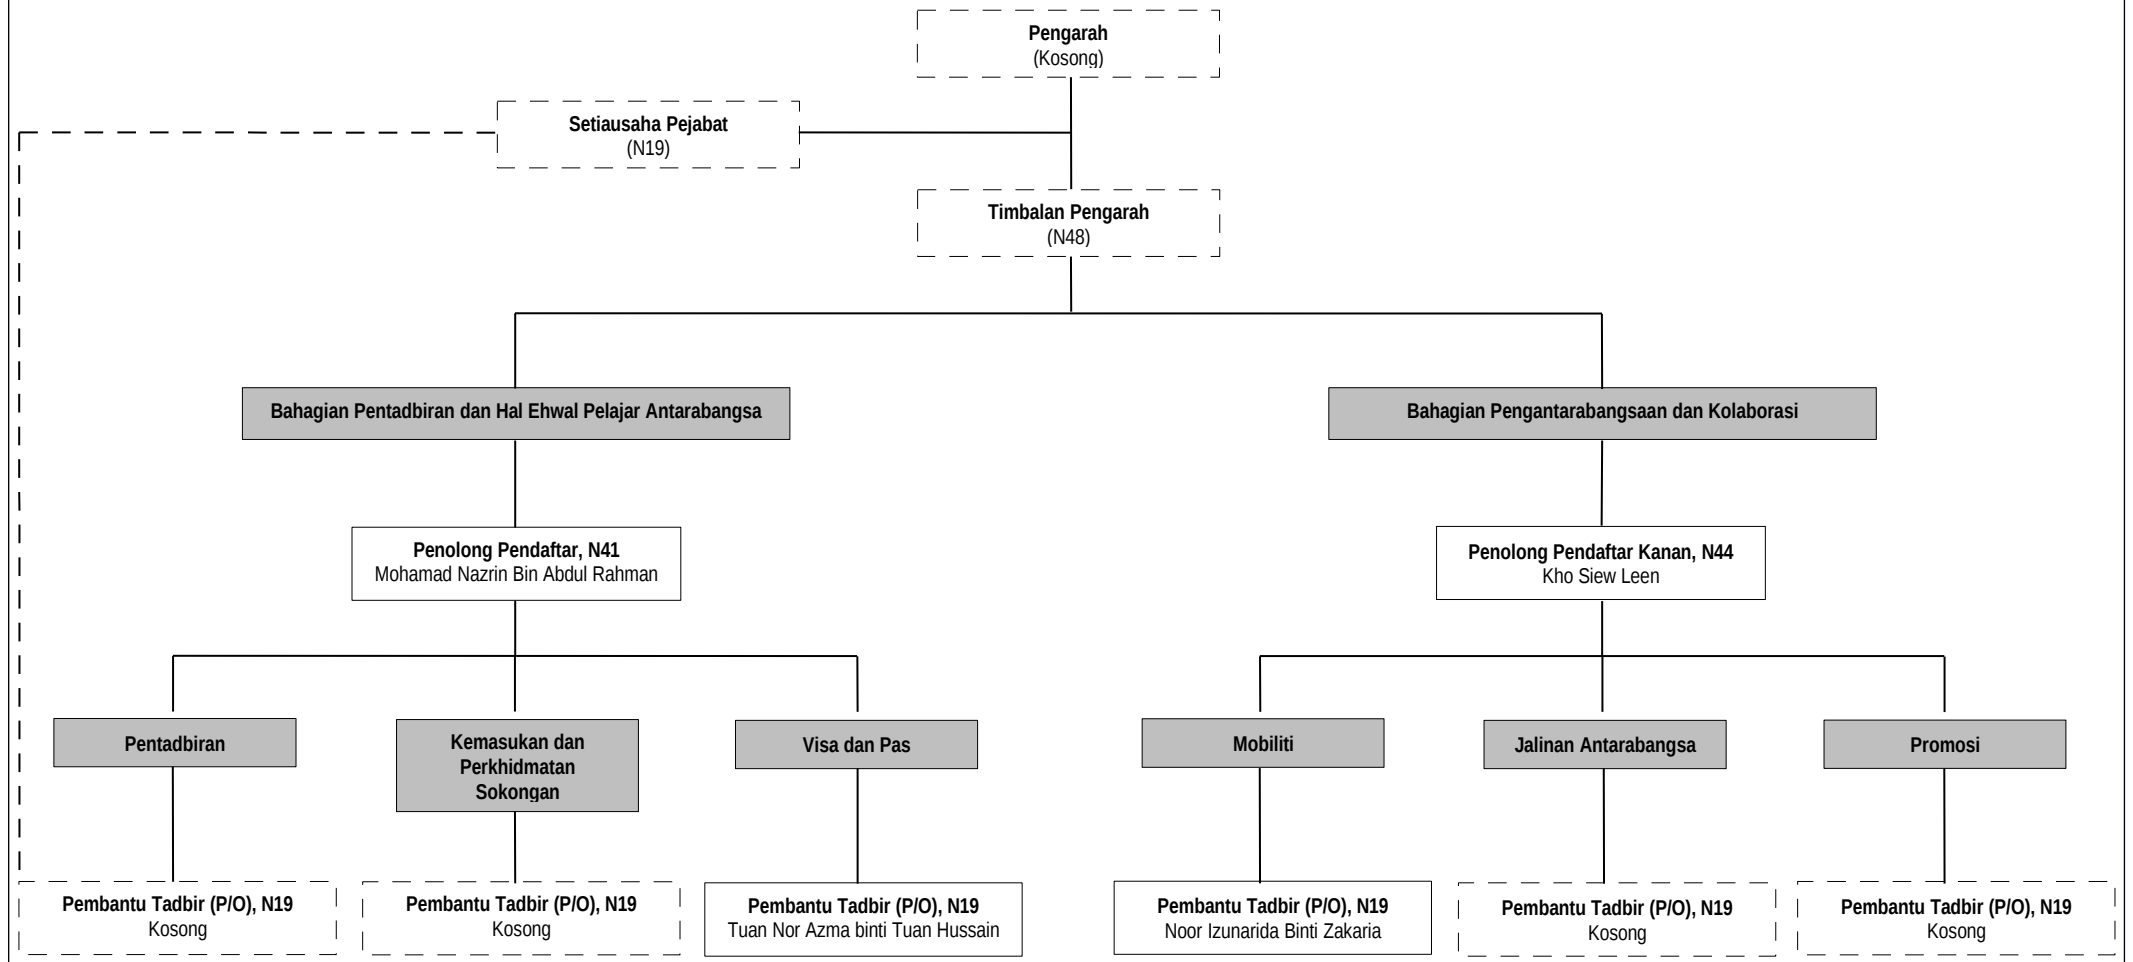 Pengarah
(Kosong)
Setiausaha Pejabat
(N19)
Timbalan Pengarah
(N48)
Bahagian Pentadbiran dan Hal Ehwal Pelajar Antarabangsa
Bahagian Pengantarabangsaan dan Kolaborasi
Penolong Pendaftar, N41
Mohamad Nazrin Bin Abdul Rahman
Penolong Pendaftar Kanan, N44
Kho Siew Leen
Pentadbiran
Kemasukan dan
Perkhidmatan
Sokongan
Visa dan Pas
Mobiliti
Jalinan Antarabangsa
Promosi
Pembantu Tadbir (P/O), N19
Kosong
Pembantu Tadbir (P/O), N19
Kosong
Pembantu Tadbir (P/O), N19
Tuan Nor Azma binti Tuan Hussain
Pembantu Tadbir (P/O), N19
Noor Izunarida Binti Zakaria
Pembantu Tadbir (P/O), N19
Kosong
Pembantu Tadbir (P/O), N19
Kosong